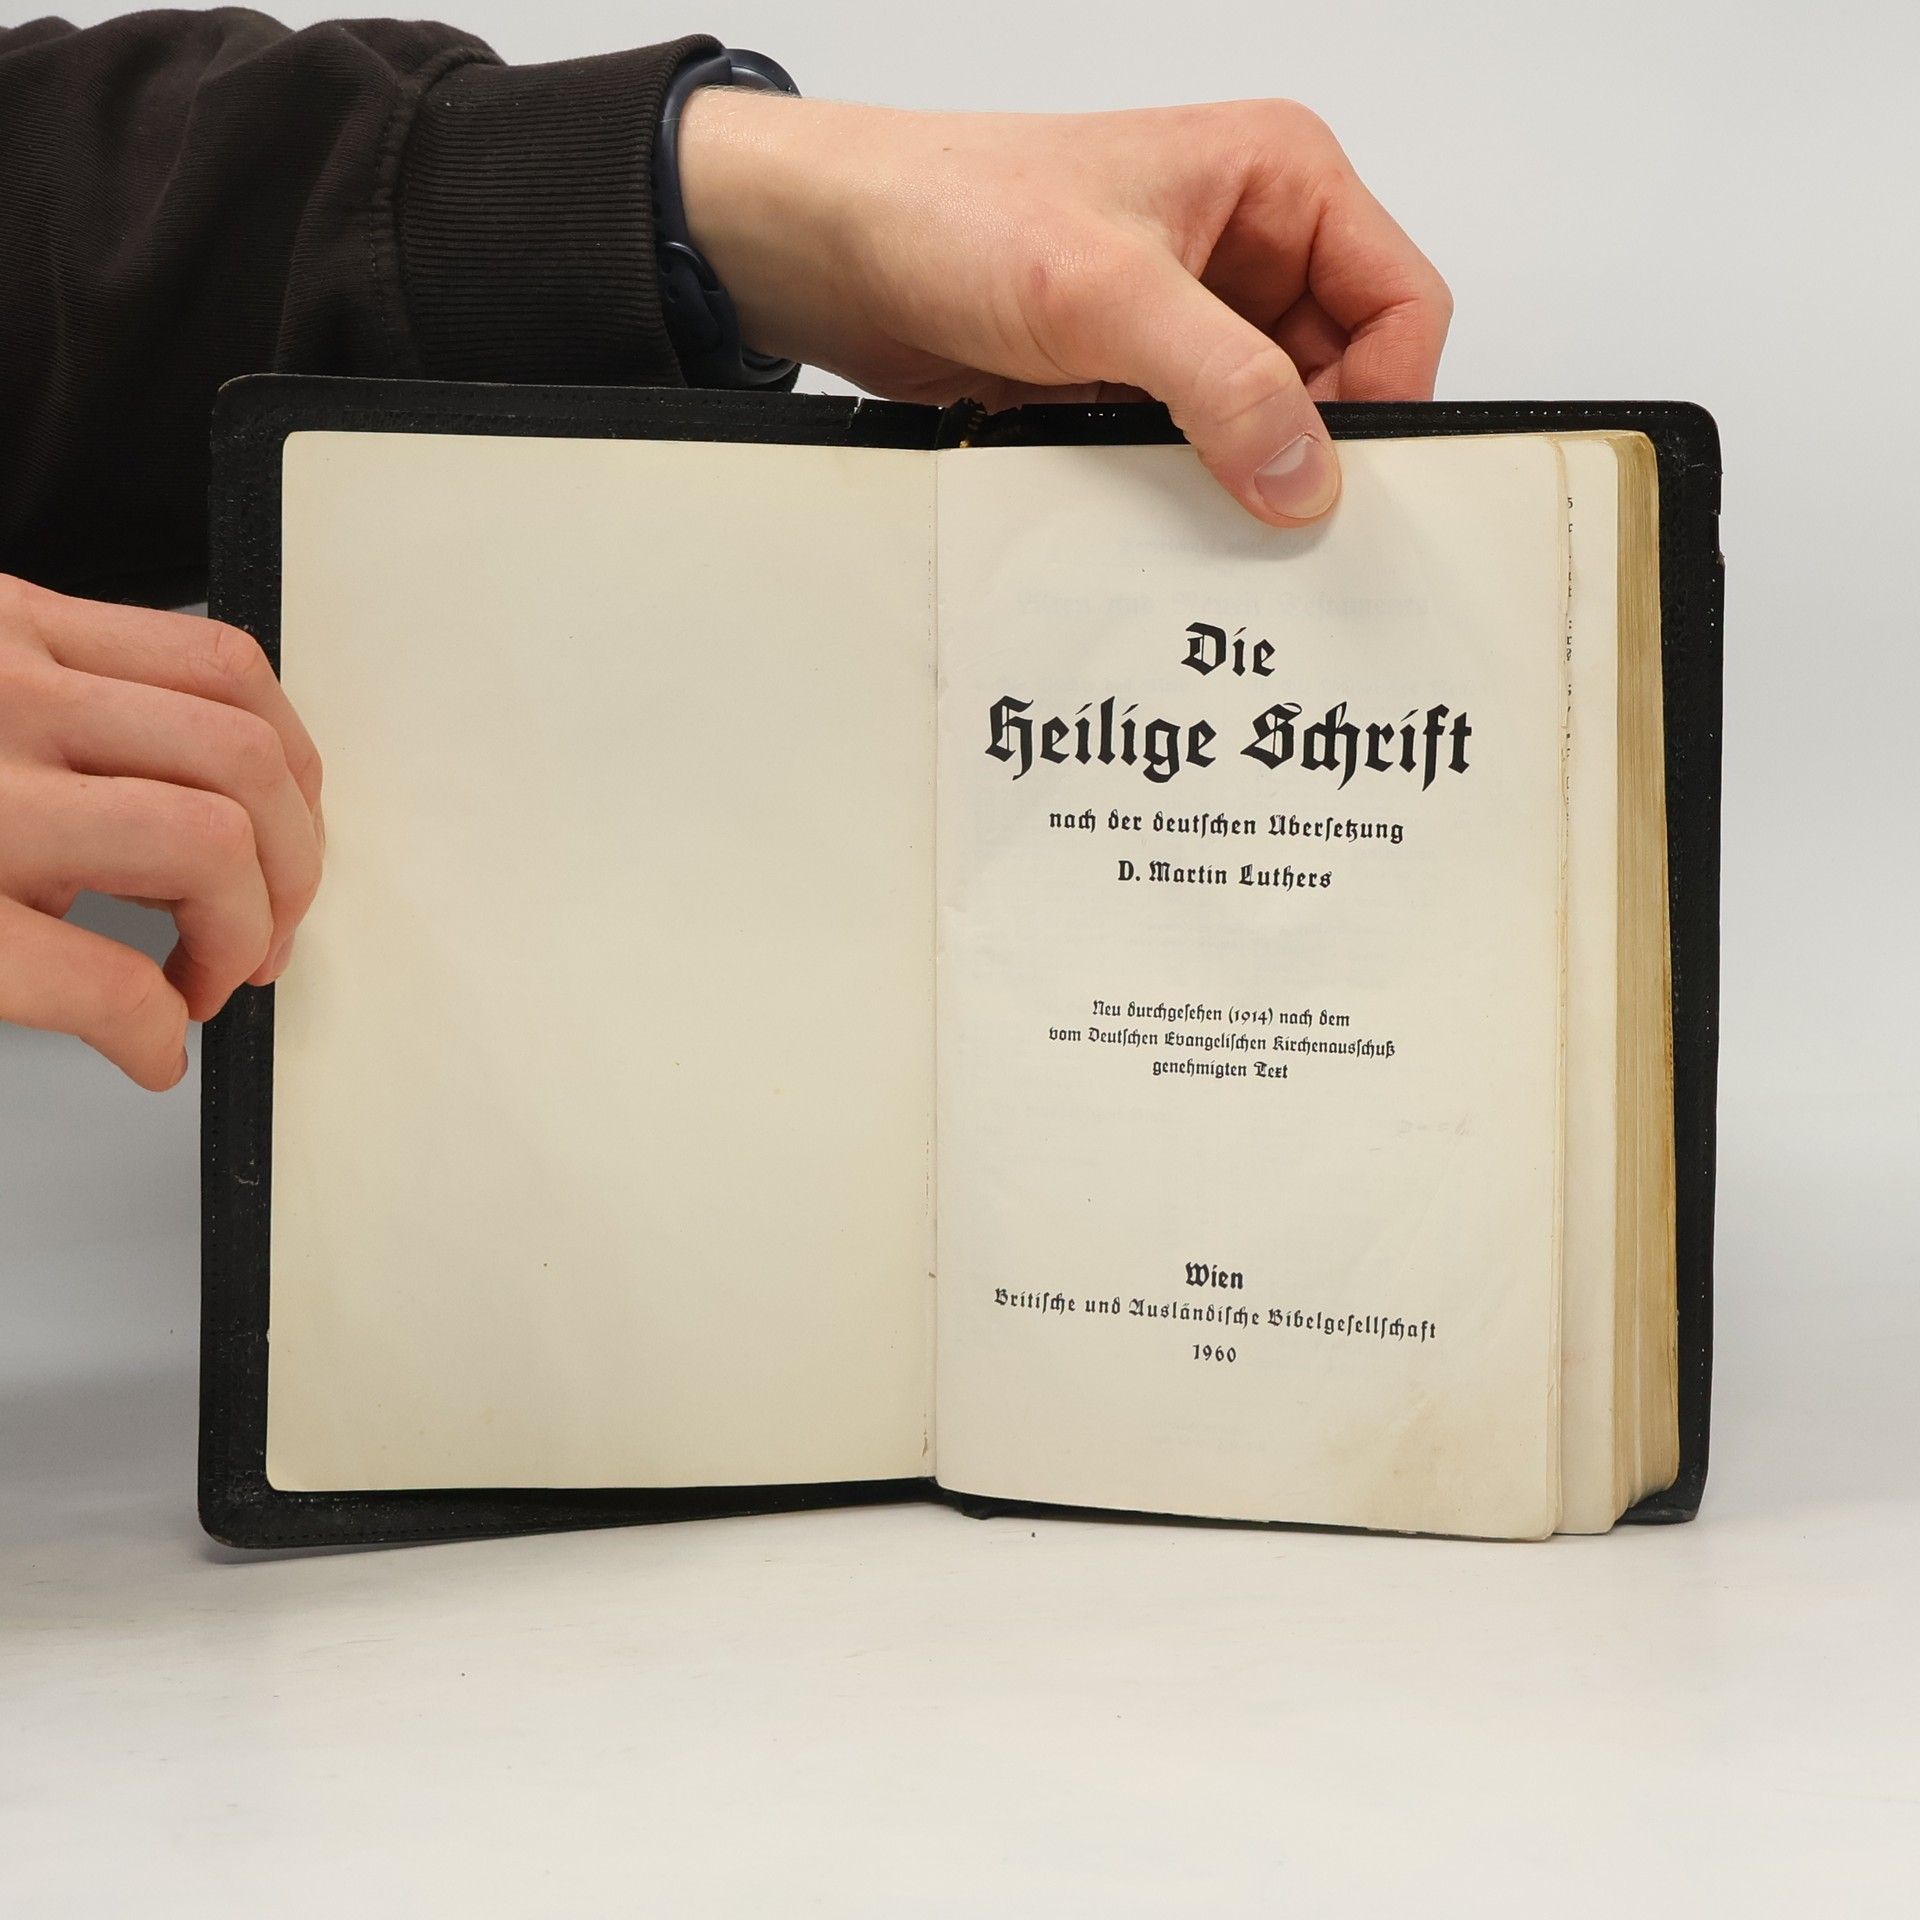 Die
Heilige Schrift
nach der deutſchen Überſetzung
D. Martin Luthers
Neu durchgeſehen (1914) nach dem
vom Deutſchen Evangeliſchen Kirchenausſchuß
genehmigten Text
Wien
Britiſche und Ausländiſche Bibelgeſellſchaft
1960